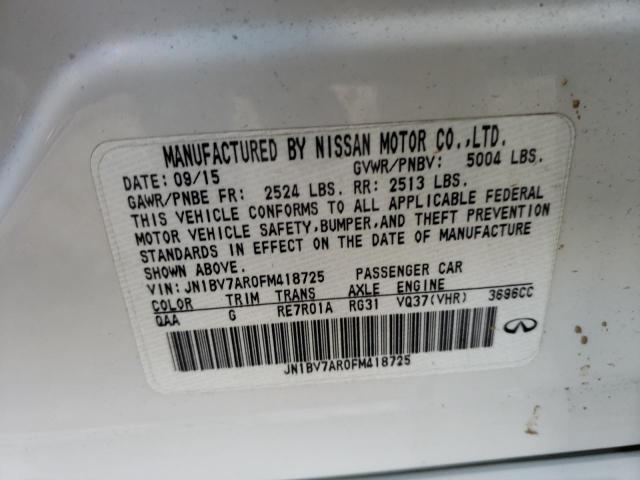 MANUFACTURED BY NISSAN MOTOR CO.,LTD.
DATE: 09/15 GVWR/PNBV: 5004 LBS.
GAWR/PNBE FR: 2524 LBS. RR: 2513 LBS.
THIS VEHICLE CONFORMS TO ALL APPLICABLE FEDERAL
MOTOR VEHICLE SAFETY,BUMPER,AND THEFT PREVENTION
STANDARDS IN EFFECT ON THE DATE OF MANUFACTURE
SHOWN ABOVE.
VIN: JN1BV7AR0FM418725 PASSENGER CAR
COLOR TRIM TRANS AXLE ENGINE
QAA G RE7R01A RG31 VQ37(VHR) 3696CC
JN1BV7AR0FM418725